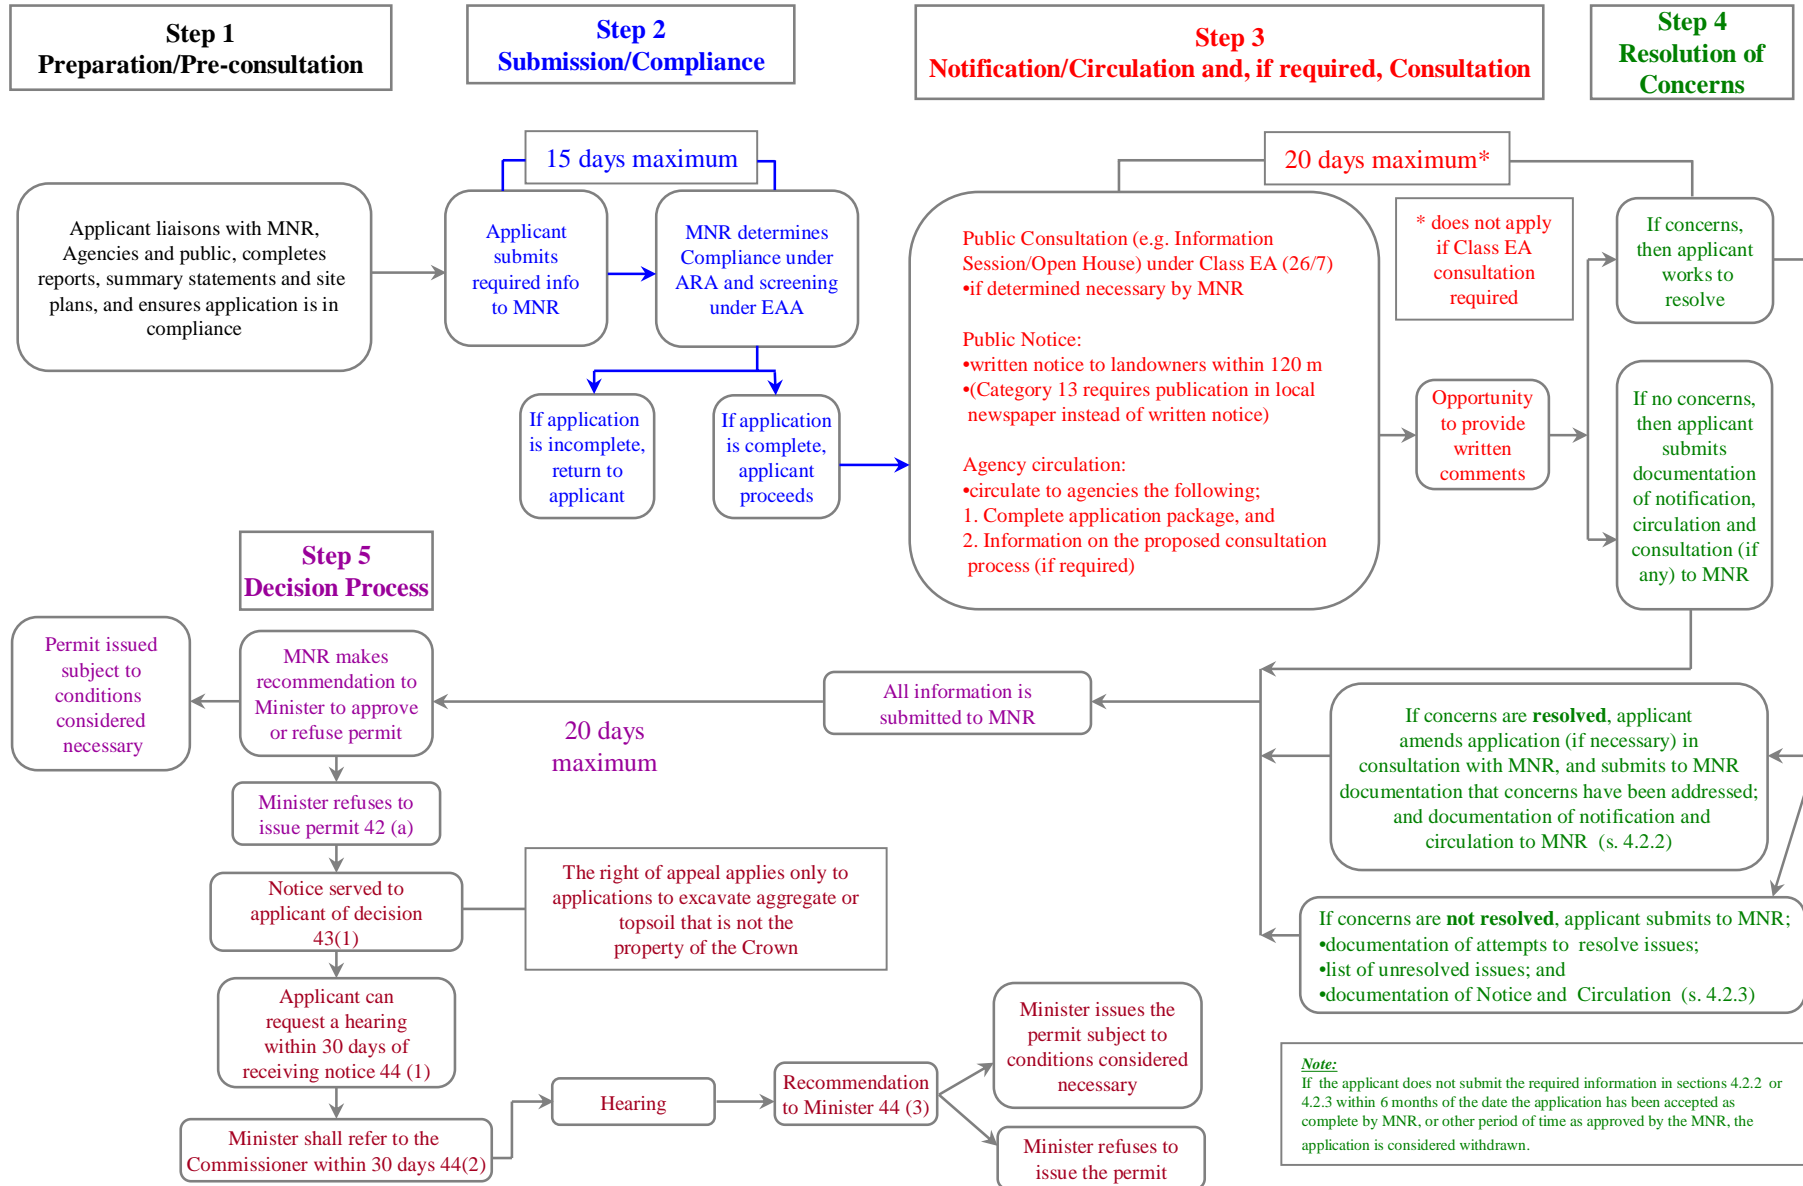 Step 1
Preparation/Pre-consultation
Step 2
Submission/Compliance
Step 3
Notification/Circulation and, if required, Consultation
Step 4
Resolution of
Concerns
15 days maximum
20 days maximum*
Applicant liaisons with MNR,
Agencies and public, completes
reports, summary statements and site
plans, and ensures application is in
compliance
Applicant
submits
required info
to MNR
MNR determines
Compliance under
ARA and screening
under EAA
If application
is incomplete,
return to
applicant
If application
is complete,
applicant
proceeds
Public Consultation (e.g. Information
Session/Open House) under Class EA (26/7)
•if determined necessary by MNR
Public Notice:
•written notice to landowners within 120 m
•(Category 13 requires publication in local
newspaper instead of written notice)
Agency circulation:
•circulate to agencies the following;
1. Complete application package, and
2. Information on the proposed consultation
process (if required)
* does not apply
if Class EA
consultation
required
Opportunity
to provide
written
comments
If concerns,
then applicant
works to
resolve
If no concerns,
then applicant
submits
documentation
of notification,
circulation and
consultation (if
any) to MNR
Step 5
Decision Process
Permit issued
subject to
conditions
considered
necessary
MNR makes
recommendation to
Minister to approve
or refuse permit
20 days
maximum
All information is
submitted to MNR
If concerns are resolved, applicant
amends application (if necessary) in
consultation with MNR, and submits to MNR
documentation that concerns have been addressed;
and documentation of notification and
circulation to MNR (s. 4.2.2)
Minister refuses to
issue permit 42 (a)
Notice served to
applicant of decision
43(1)
The right of appeal applies only to
applications to excavate aggregate or
topsoil that is not the
property of the Crown
If concerns are not resolved, applicant submits to MNR;
•documentation of attempts to resolve issues;
•list of unresolved issues; and
•documentation of Notice and Circulation (s. 4.2.3)
Applicant can
request a hearing
within 30 days of
receiving notice 44 (1)
Minister shall refer to the
Commissioner within 30 days 44(2)
Hearing
Recommendation
to Minister 44 (3)
Minister issues the
permit subject to
conditions considered
necessary
Minister refuses to
issue the permit
Note:
If the applicant does not submit the required information in sections 4.2.2 or
4.2.3 within 6 months of the date the application has been accepted as
complete by MNR, or other period of time as approved by the MNR, the
application is considered withdrawn.